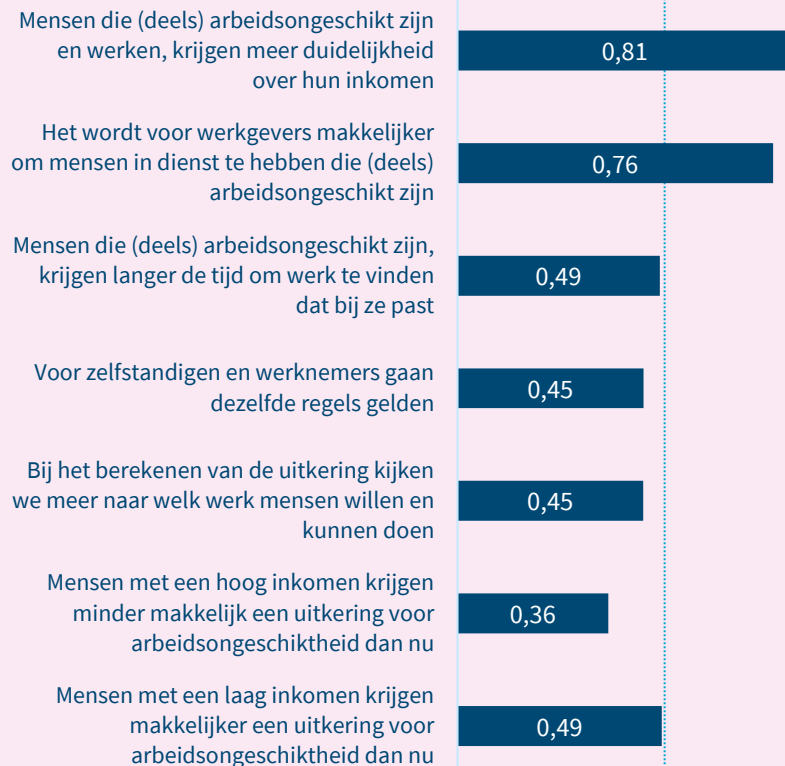 Mensen die (deels) arbeidsongeschikt zijn
en werken, krijgen meer duidelijkheid
over hun inkomen
0,81
Het wordt voor werkgevers makkelijker
om mensen in dienst te hebben die (deels)
arbeidsongeschikt zijn
0,76
Mensen die (deels) arbeidsongeschikt zijn,
krijgen langer de tijd om werk te vinden
dat bij ze past
0,49
Voor zelfstandigen en werknemers gaan
dezelfde regels gelden
0,45
Bij het berekenen van de uitkering kijken
we meer naar welk werk mensen willen en
kunnen doen
0,45
Mensen met een hoog inkomen krijgen
minder makkelijk een uitkering voor
arbeidsongeschiktheid dan nu
0,36
Mensen met een laag inkomen krijgen
makkelijker een uitkering voor
arbeidsongeschiktheid dan nu
0,49